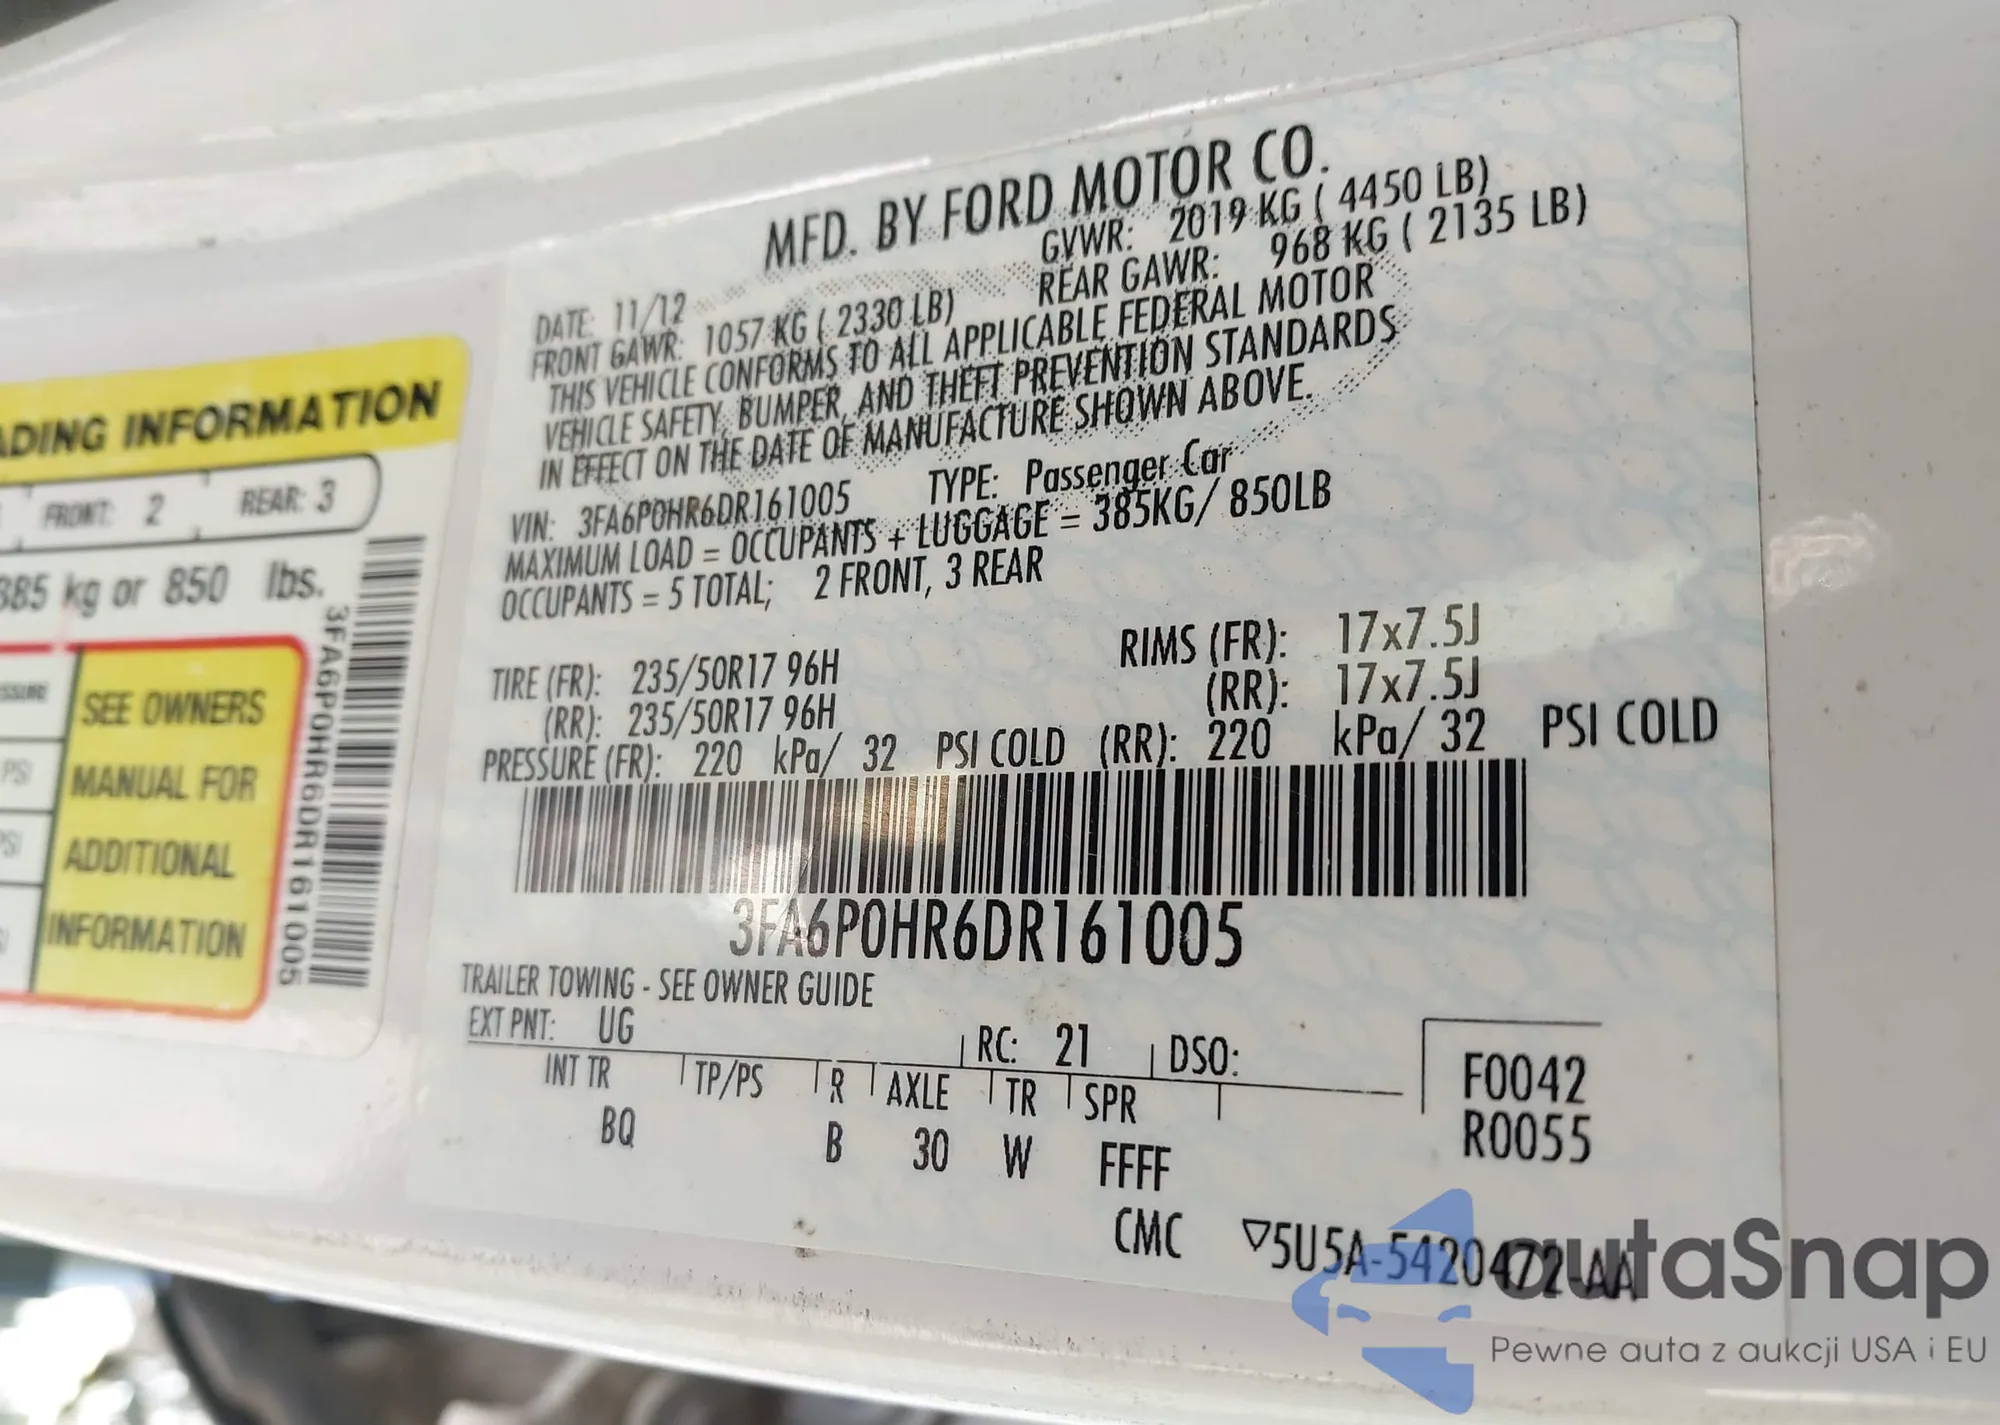 MFD. BY FORD MOTOR CO.
DATE: 11/12 GVWR: 2019 KG ( 4450 LB)
FRONT GAWR: 1057 KG ( 2330 LB) REAR GAWR: 968 KG ( 2135 LB)
THIS VEHICLE CONFORMS TO ALL APPLICABLE FEDERAL MOTOR
VEHICLE SAFETY, BUMPER, AND THEFT PREVENTION STANDARDS
IN EFFECT ON THE DATE OF MANUFACTURE SHOWN ABOVE.
VIN: 3FA6P0HR6DR161005 TYPE: Passenger Car
MAXIMUM LOAD = OCCUPANTS + LUGGAGE = 385KG/ 850LB
OCCUPANTS = 5 TOTAL; 2 FRONT, 3 REAR
TIRE (FR): 235/50R17 96H RIMS (FR): 17x7.5J
(RR): 235/50R17 96H (RR): 17x7.5J
PRESSURE (FR): 220 kPa/ 32 PSI COLD (RR): 220 kPa/ 32 PSI COLD
3FA6P0HR6DR161005
TRAILER TOWING - SEE OWNER GUIDE
EXT PNT: UG RC: 21 DSO:
INT TR TP/PS R AXLE TR SPR
BQ B 30 W FFFF
F0042
R0055
CMC ▽5U5A-5420472-AA
INFORMATION
FRONT: 2 REAR: 3
385 kg or 850 lbs.
SEE OWNERS
MANUAL FOR
ADDITIONAL
INFORMATION
PSI
PSI
3FA6P0HR6DR161005
autaSnap
Pewne auta z aukcji USA i EU